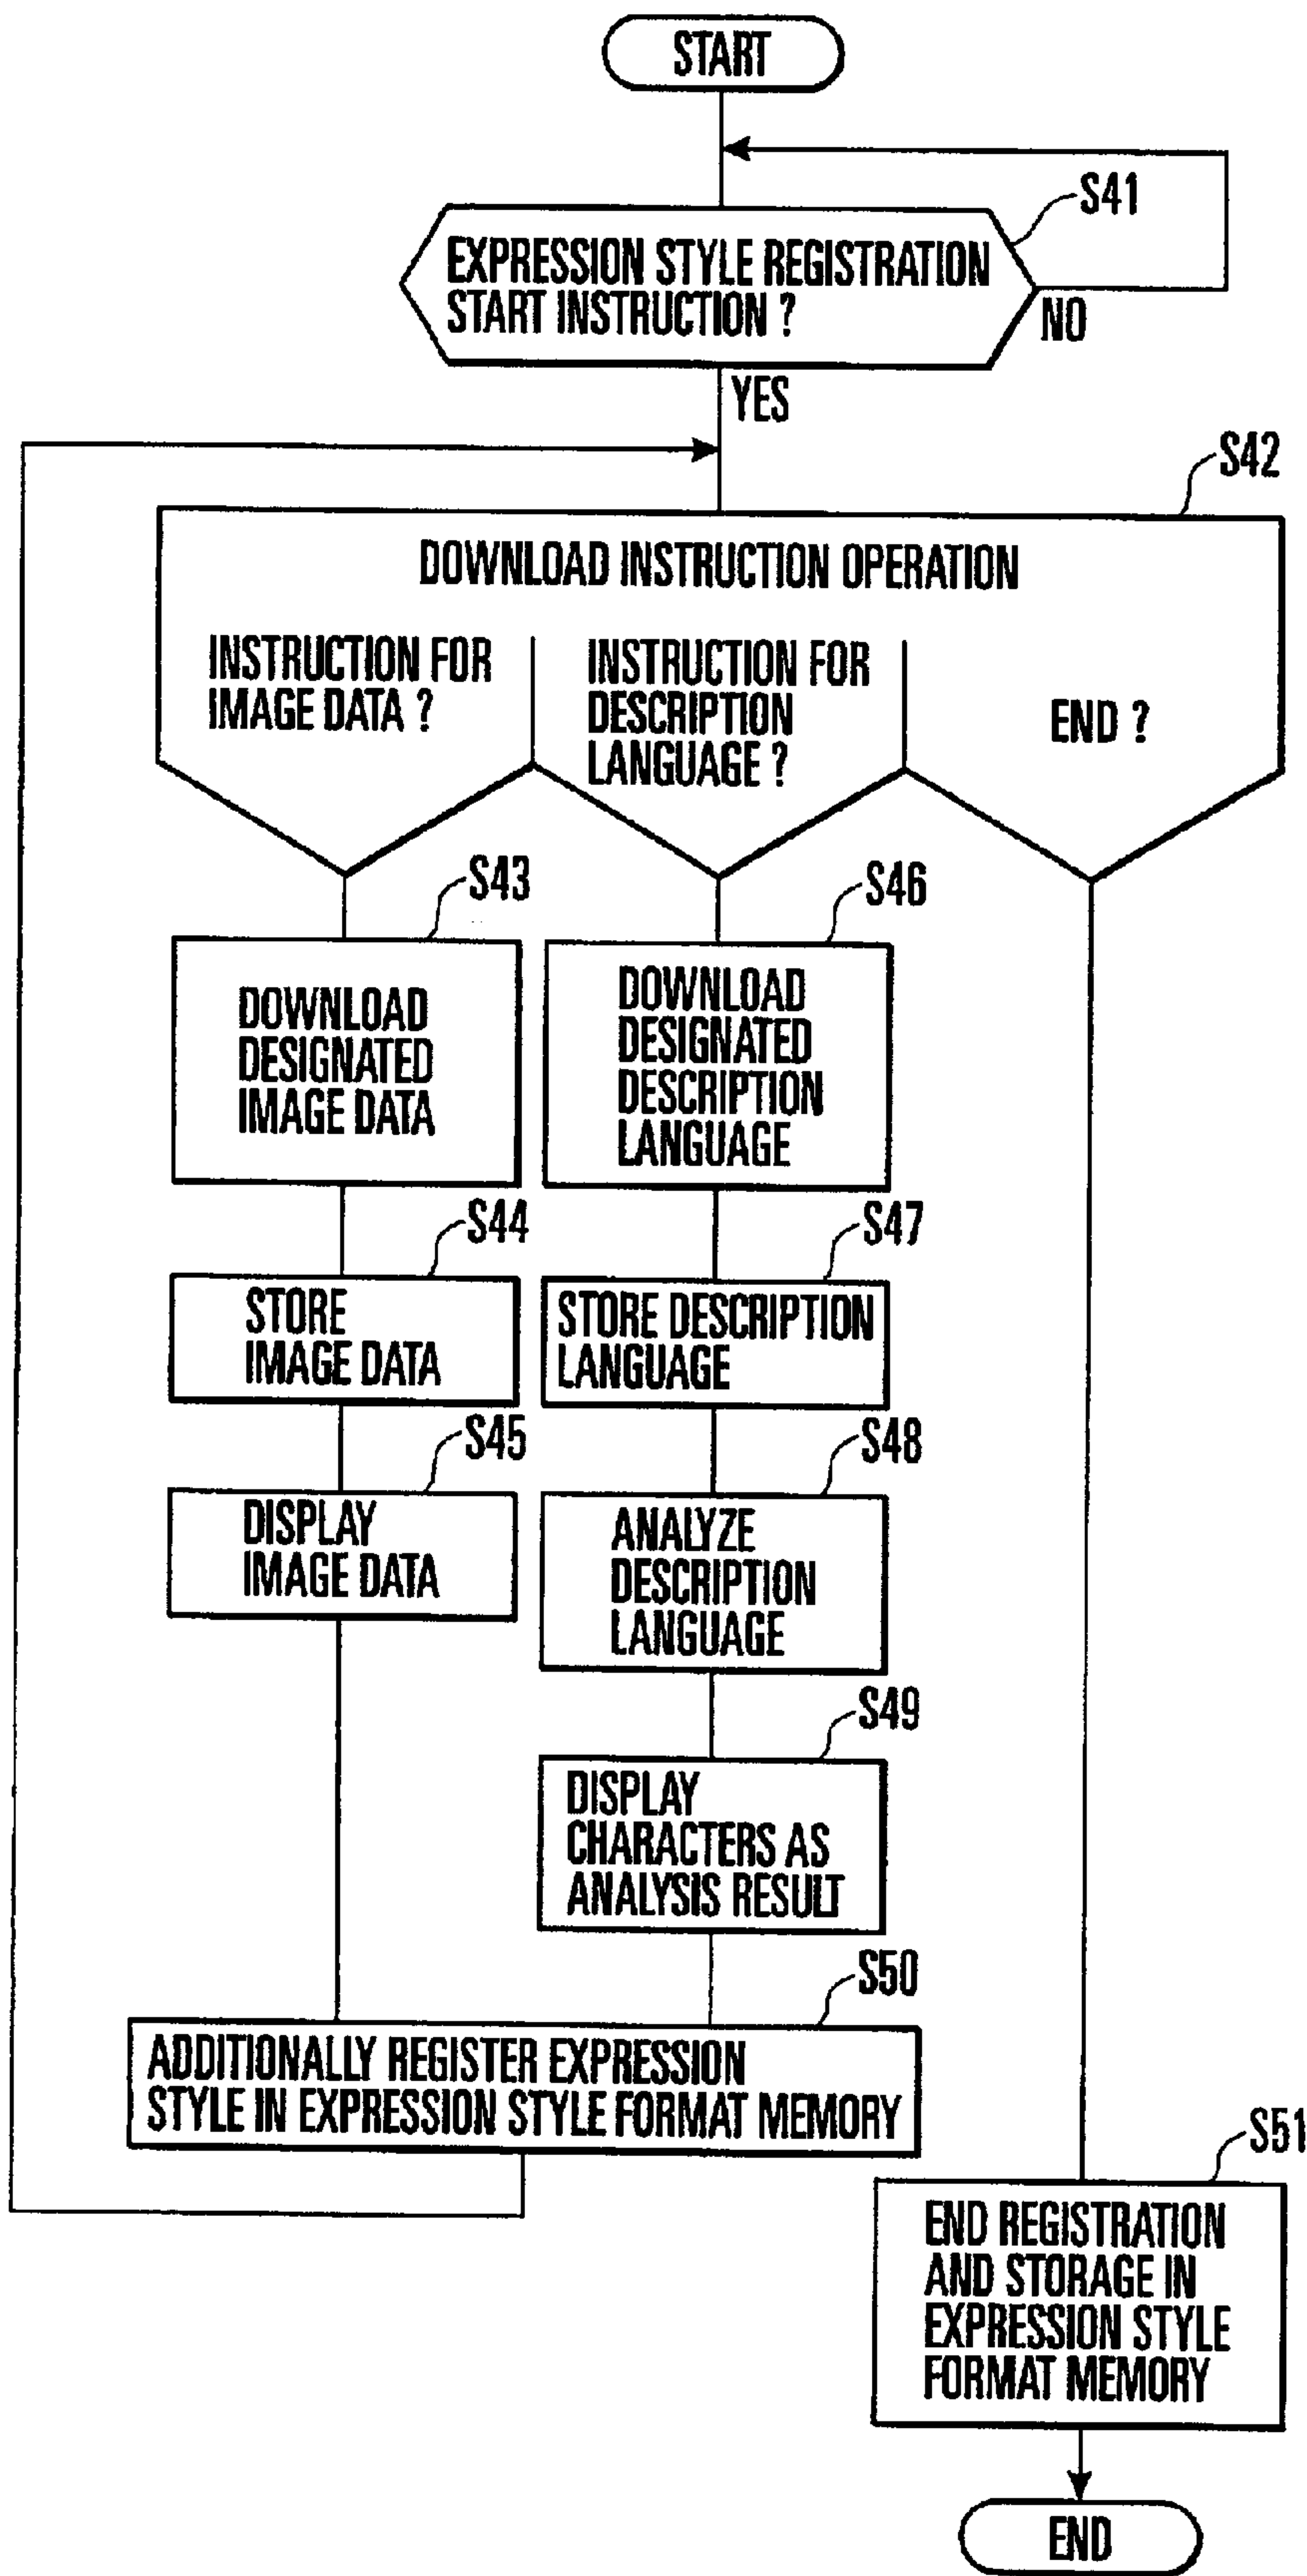 START
S41
EXPRESSION STYLE REGISTRATION
START INSTRUCTION ?
NO
YES
S42
DOWNLOAD INSTRUCTION OPERATION
INSTRUCTION FOR
IMAGE DATA ?
INSTRUCTION FOR
DESCRIPTION
LANGUAGE ?
END ?
S43
DOWNLOAD
DESIGNATED
IMAGE DATA
S44
STORE
IMAGE DATA
S45
DISPLAY
IMAGE DATA
S46
DOWNLOAD
DESIGNATED
DESCRIPTION
LANGUAGE
S47
STORE DESCRIPTION
LANGUAGE
S48
ANALYZE
DESCRIPTION
LANGUAGE
S49
DISPLAY
CHARACTERS AS
ANALYSIS RESULT
S50
ADDITIONALLY REGISTER EXPRESSION
STYLE IN EXPRESSION STYLE FORMAT MEMORY
S51
END REGISTRATION
AND STORAGE IN
EXPRESSION STYLE
FORMAT MEMORY
END